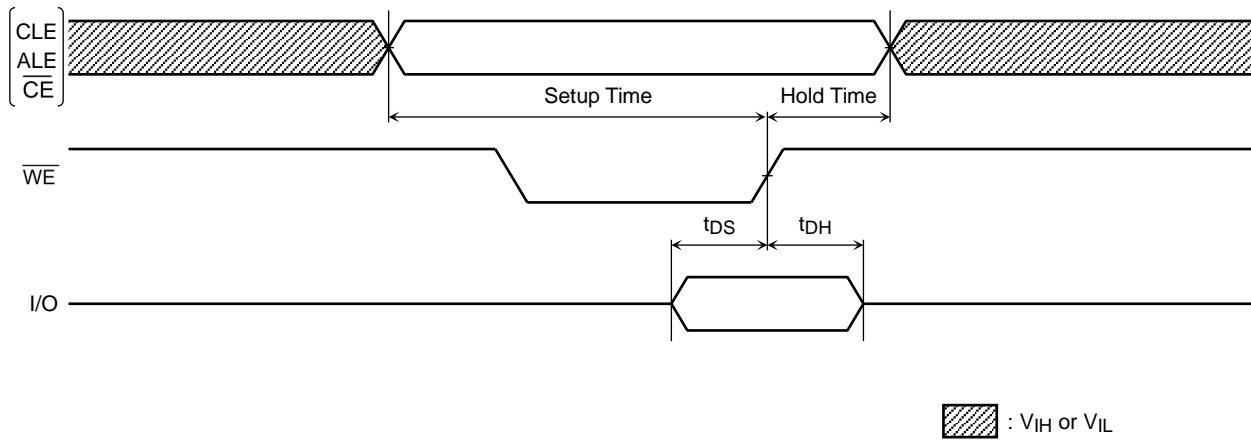 CLE
ALE
CE
Setup Time
Hold Time
WE
tDS
tDH
I/O
: VIH or VIL